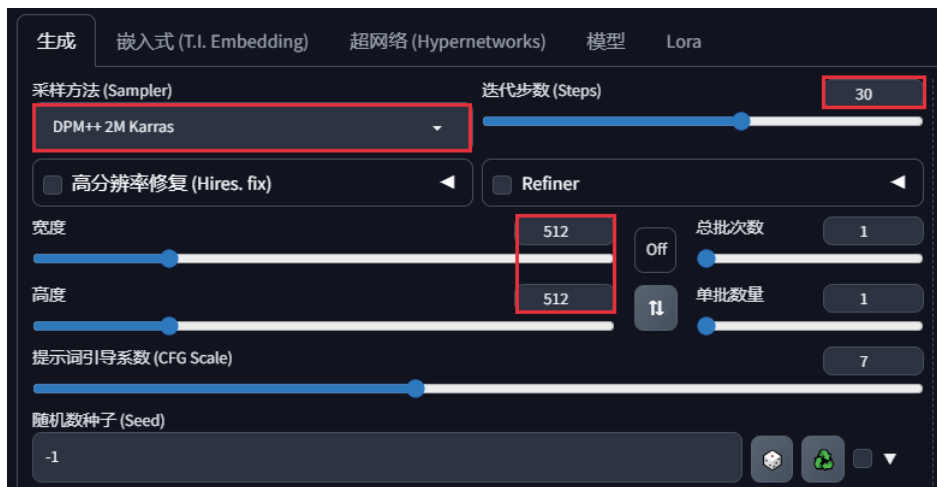 生成 嵌入式 (T.I. Embedding) 超网络 (Hypernetworks) 模型 Lora
采样方法 (Sampler) 迭代步数 (Steps) 30
DPM++ 2M Karras
高分辨率修复 (Hires. fix) Refiner
宽度 512 总批次数 1
Off
高度 512 单批数量 1
提示词引导系数 (CFG Scale) 7
随机数种子 (Seed)
-1